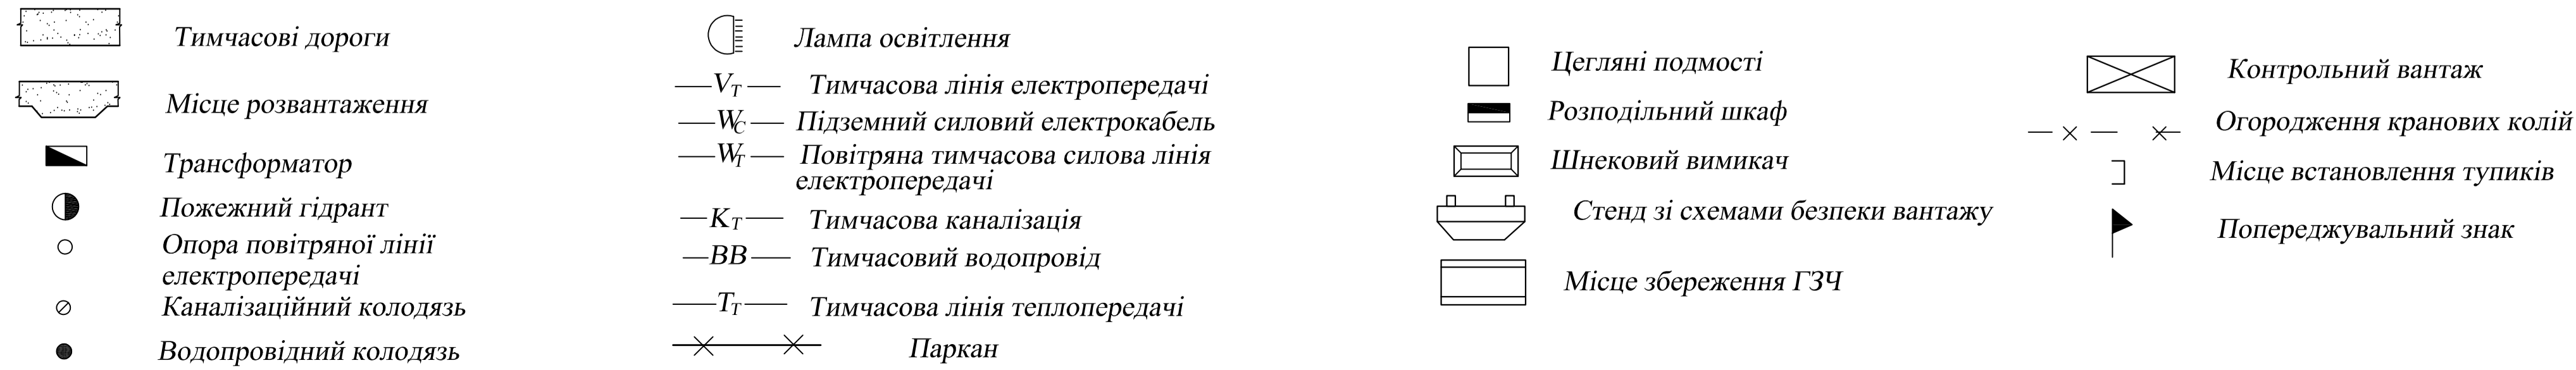 Тимчасові дороги
Місце розвантаження
Трансформатор
Пожежний гідрант
Опора повітряної лінії
електропередачі
Каналізаційний колодязь
Водопровідний колодязь
Лампа освітлення
VТ Тимчасова лінія електропередачі
WС Підземний силовий електрокабель
WТ Повітряна тимчасова силова лінія
електропередачі
KТ Тимчасова каналізація
ВВ Тимчасовий водопровід
ТТ Тимчасова лінія теплопередачі
Паркан
Цегляні подмості
Розподільний шкаф
Шнековий вимикач
Стенд зі схемами безпеки вантажу
Місце збереження ГЗЧ
Контрольний вантаж
Огородження кранових колій
Місце встановлення тупиків
Попереджувальний знак